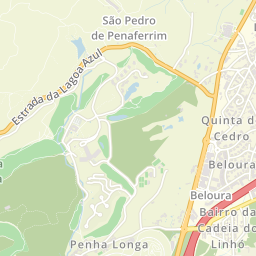 São Pedro
de Penaferrim
Estrada da Lagoa Azul
Quinta d
Cedro
Beloura
Beloura
Bairro da
Cadeia do
Linhó
Penha Longa